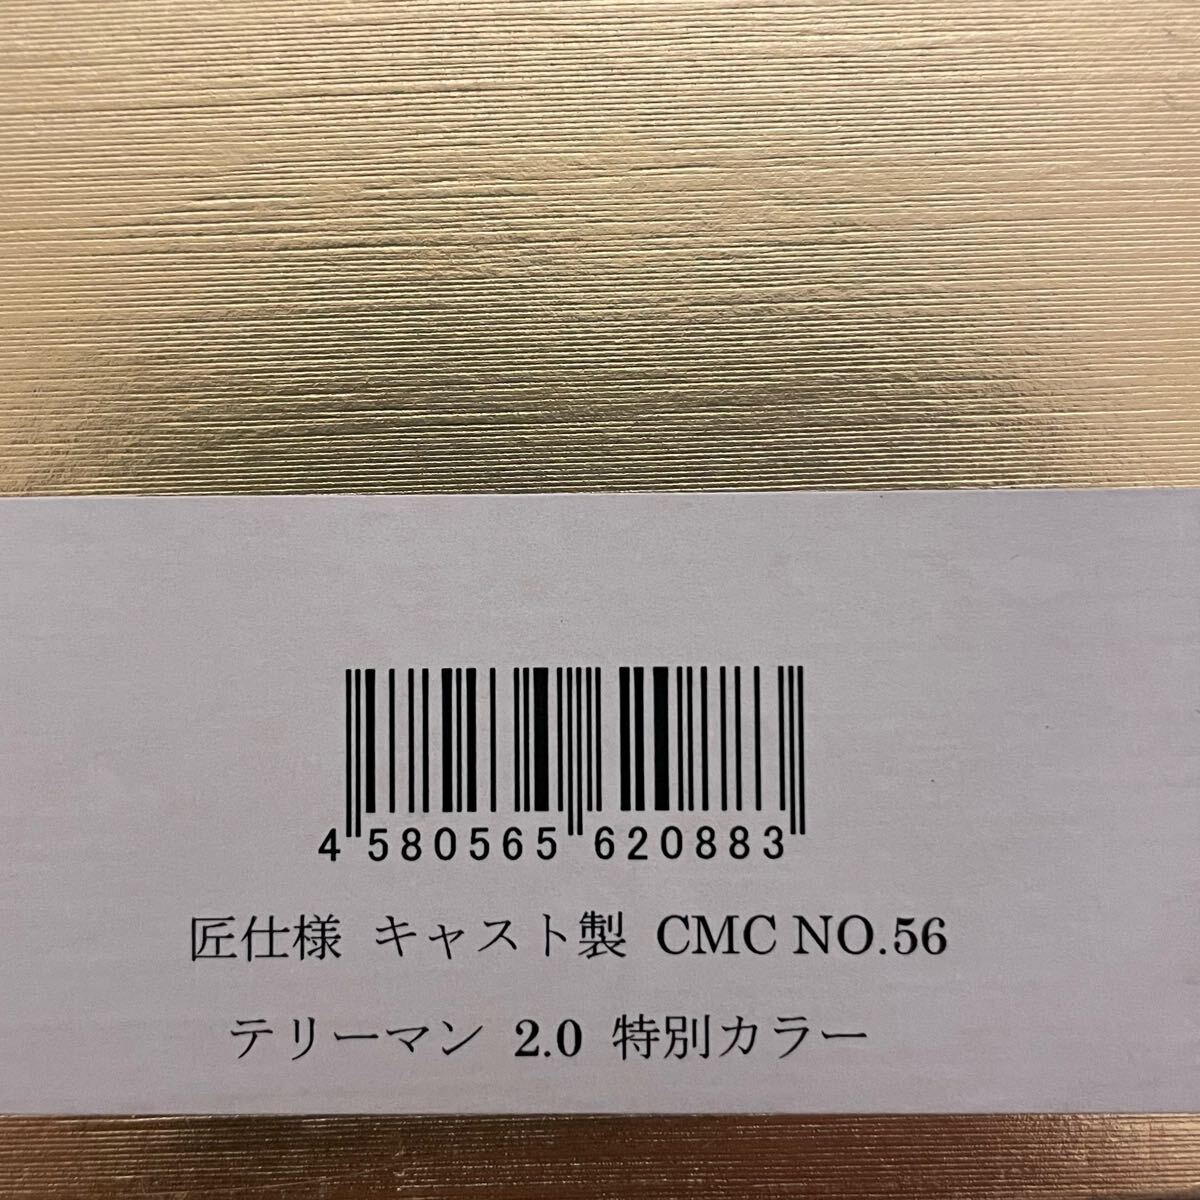 4 580565 620883
匠仕様 キャスト製 CMC NO.56
テリーマン 2.0 特別カラー